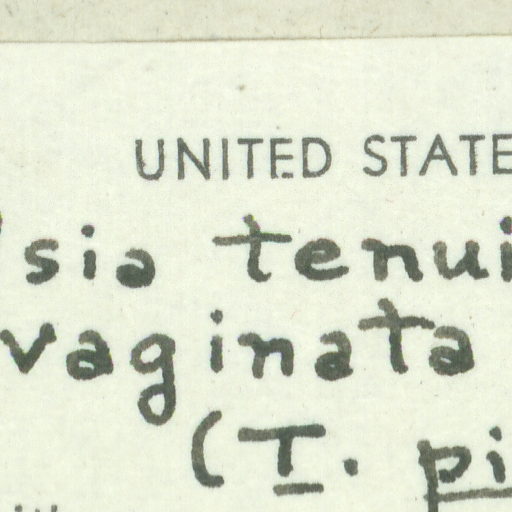 UNITED STATE
sia tenui
vaginata
(T. pi